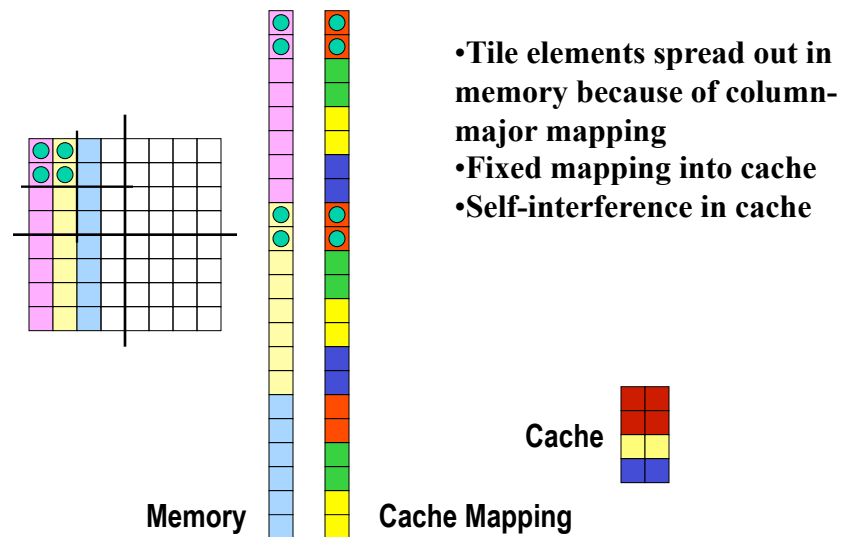 •Tile elements spread out in
memory because of column-
major mapping
•Fixed mapping into cache
•Self-interference in cache
Cache
Memory
Cache Mapping